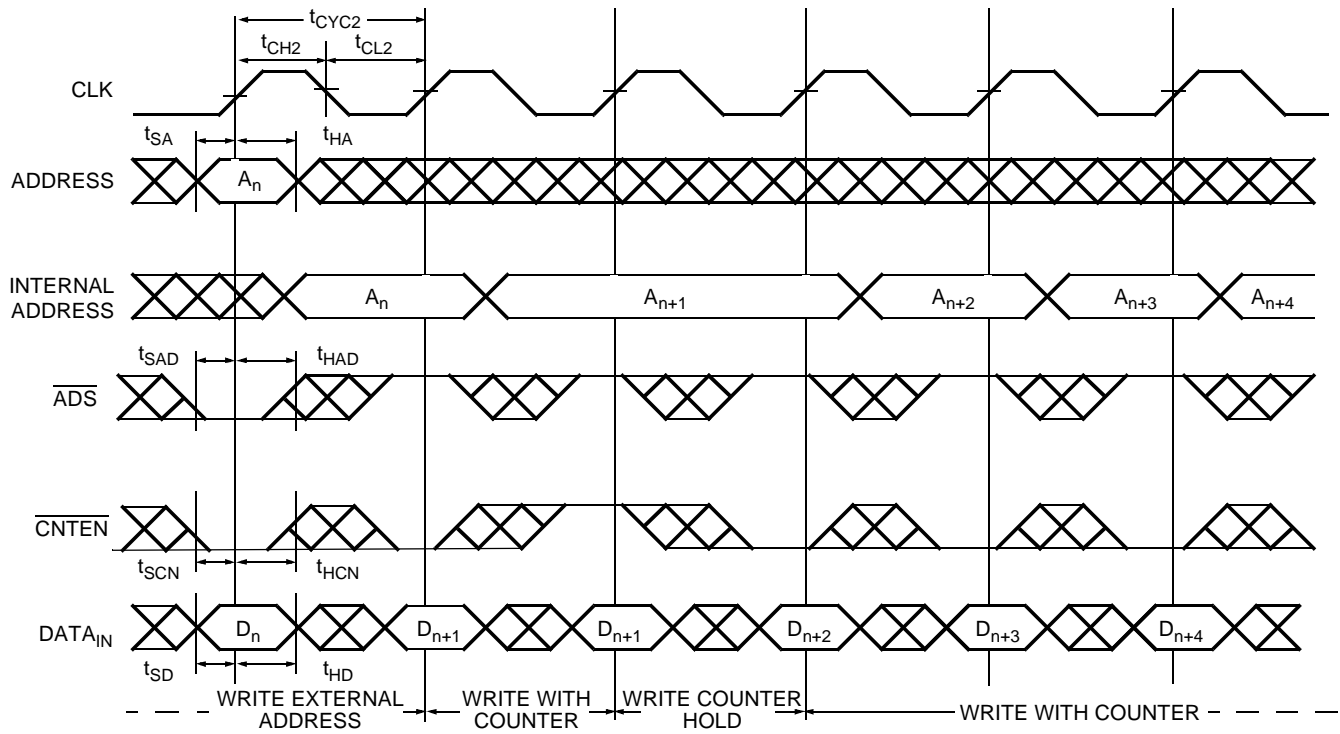 tCYC2
tCH2 tCL2
CLK
tSA tHA
ADDRESS An
INTERNAL ADDRESS An An+1 An+2 An+3 An+4
tSAD tHAD
ADS
CNTEN
tSCN tHCN
DATAIN Dn Dn+1 Dn+1 Dn+2 Dn+3 Dn+4
tSD tHD
WRITE EXTERNAL ADDRESS
WRITE WITH COUNTER
WRITE COUNTER HOLD
WRITE WITH COUNTER